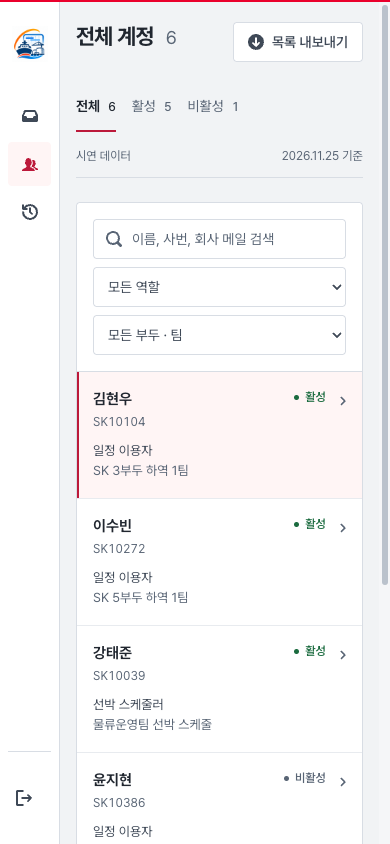 전체 계정 6
목록 내보내기
전체 6 활성 5 비활성 1
시연 데이터 2026.11.25 기준
이름, 사번, 회사 메일 검색
모든 역할
모든 부두 · 팀
김현우 활성
SK10104
일정 이용자
SK 3부두 하역 1팀
이수빈 활성
SK10272
일정 이용자
SK 5부두 하역 1팀
강태준 활성
SK10039
선박 스케줄러
물류운영팀 선박 스케줄
윤지현 비활성
SK10386
일정 이용자